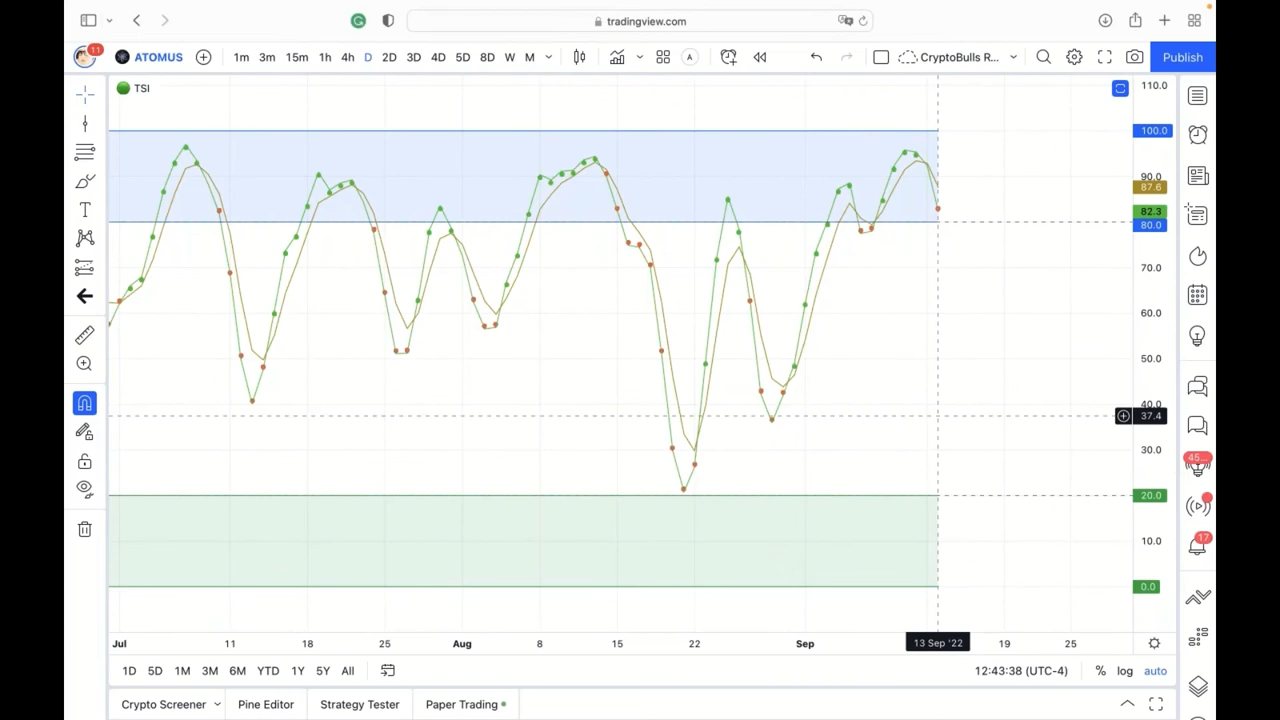 tradingview.com
11
ATOMUS
1m 3m 15m 1h 4h D 2D 3D 4D 5D 8D W M
A
CryptoBulls R...
Publish
TSI
110.0
100.0
90.0
87.6
82.3
80.0
70.0
60.0
50.0
40.0
37.4
30.0
20.0
10.0
0.0
45...
17
T
Jul 11 18 25 Aug 8 15 22 Sep 13 Sep '22 19 25
1D 5D 1M 3M 6M YTD 1Y 5Y All
12:43:38 (UTC-4) % log auto
Crypto Screener Pine Editor Strategy Tester Paper Trading